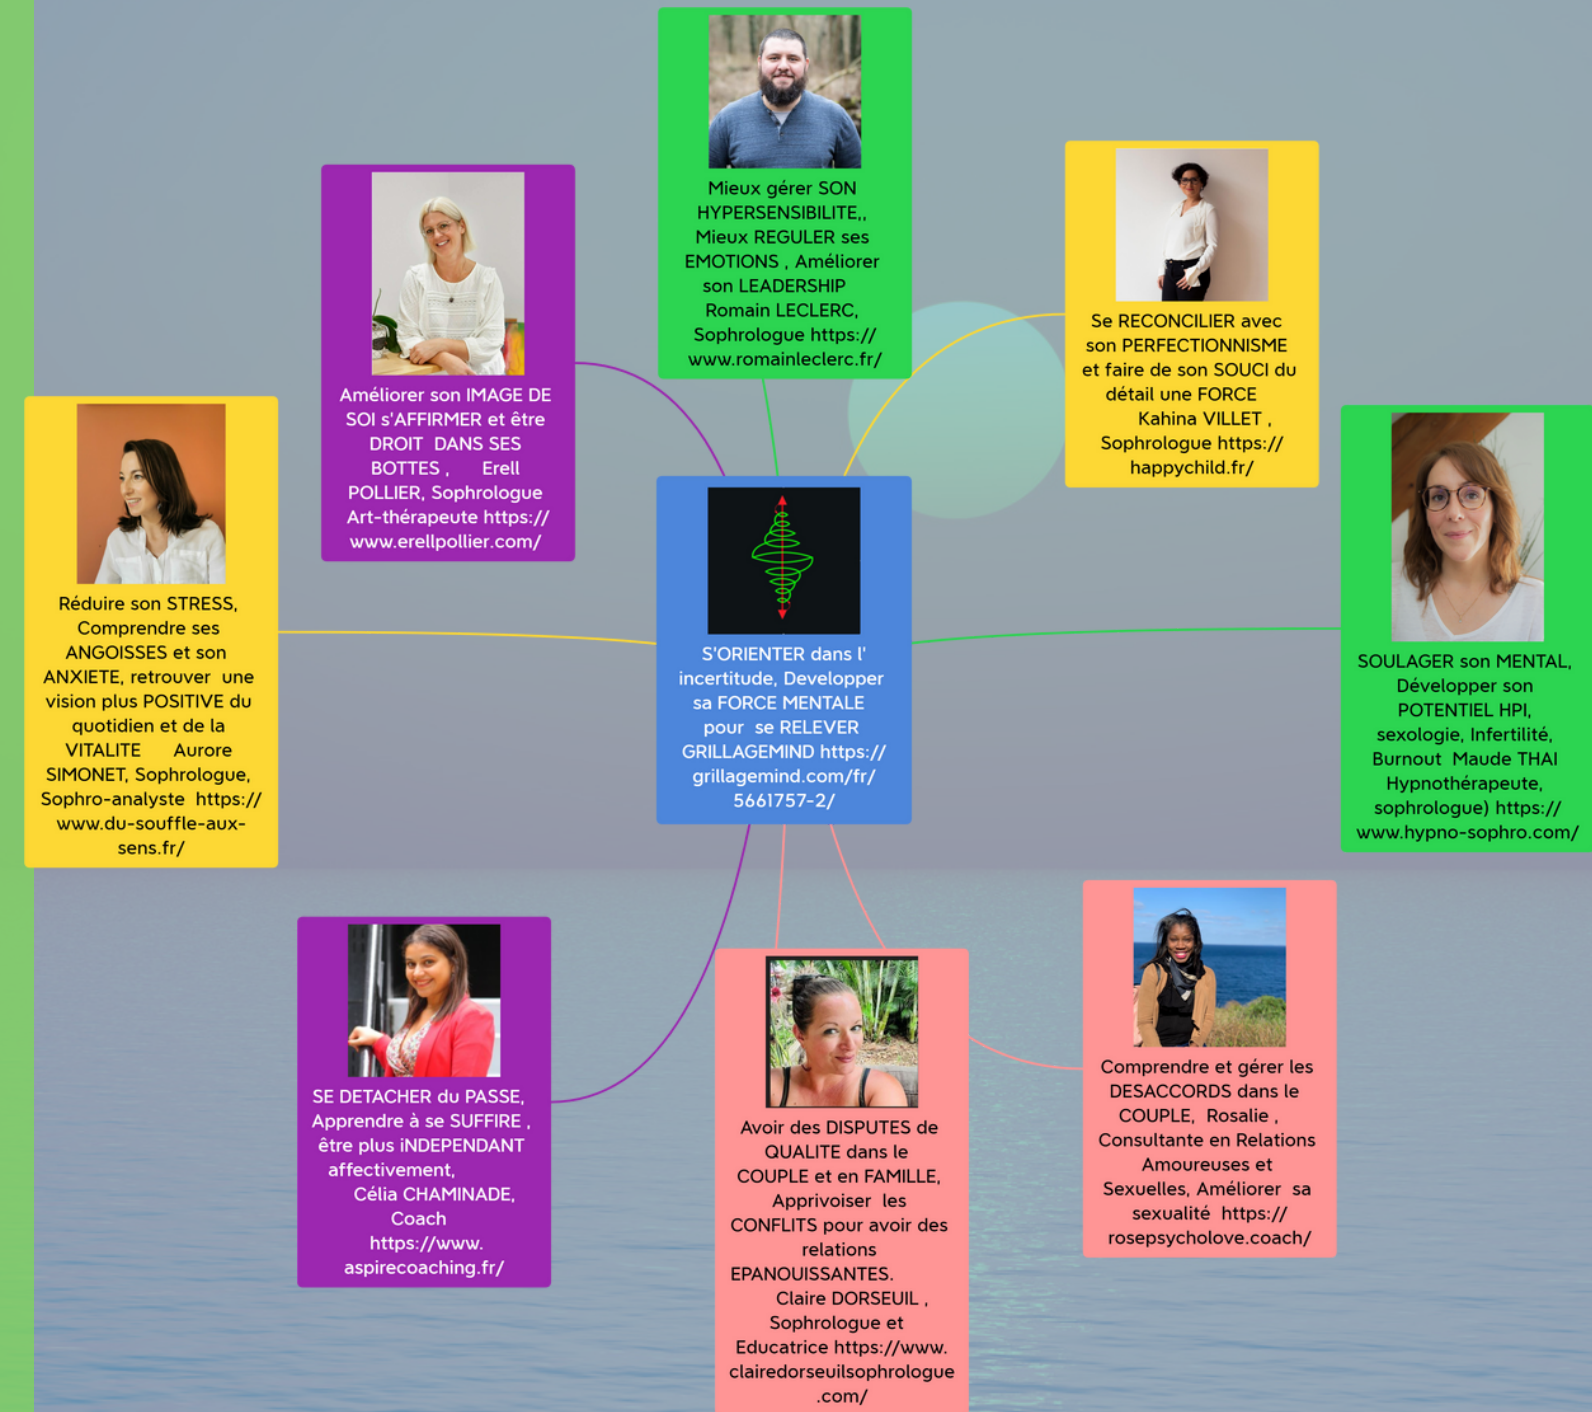 Mieux gérer SON
HYPERSENSIBILITE,,
Mieux REGULER ses
EMOTIONS , Améliorer
son LEADERSHIP
Romain LECLERC,
Sophrologue https://
www.romainleclerc.fr/
Se RECONCILIER avec
son PERFECTIONNISME
et faire de son SOUCI du
détail une FORCE
Kahina VILLET ,
Sophrologue https://
happychild.fr/
Améliorer son IMAGE DE
SOI s'AFFIRMER et être
DROIT DANS SES
BOTTES , Erell
POLLIER, Sophrologue
Art-thérapeute https://
www.erellpollier.com/
Réduire son STRESS,
Comprendre ses
ANGOISSES et son
ANXIETE, retrouver une
vision plus POSITIVE du
quotidien et de la
VITALITE Aurore
SIMONET, Sophrologue,
Sophro-analyste https://
www.du-souffle-aux-
sens.fr/
S'ORIENTER dans l'
incertitude, Developper
sa FORCE MENTALE
pour se RELEVER
GRILLAGEMIND https://
grillagemind.com/fr/
5661757-2/
SOULAGER son MENTAL,
Développer son
POTENTIEL HPI,
sexologie, Infertilité,
Burnout Maude THAI
Hypnothérapeute,
sophrologue) https://
www.hypno-sophro.com/
SE DETACHER du PASSE,
Apprendre à se SUFFIRE ,
être plus iNDEPENDANT
affectivement,
Célia CHAMINADE,
Coach
https://www.
aspirecoaching.fr/
Avoir des DISPUTES de
QUALITE dans le
COUPLE et en FAMILLE,
Apprivoiser les
CONFLITS pour avoir des
relations
EPANOUISSANTES.
Claire DORSEUIL ,
Sophrologue et
Educatrice https://www.
clairedorseuilsophrologue
.com/
Comprendre et gérer les
DESACCORDS dans le
COUPLE, Rosalie ,
Consultante en Relations
Amoureuses et
Sexuelles, Améliorer sa
sexualité https://
rosepsycholove.coach/